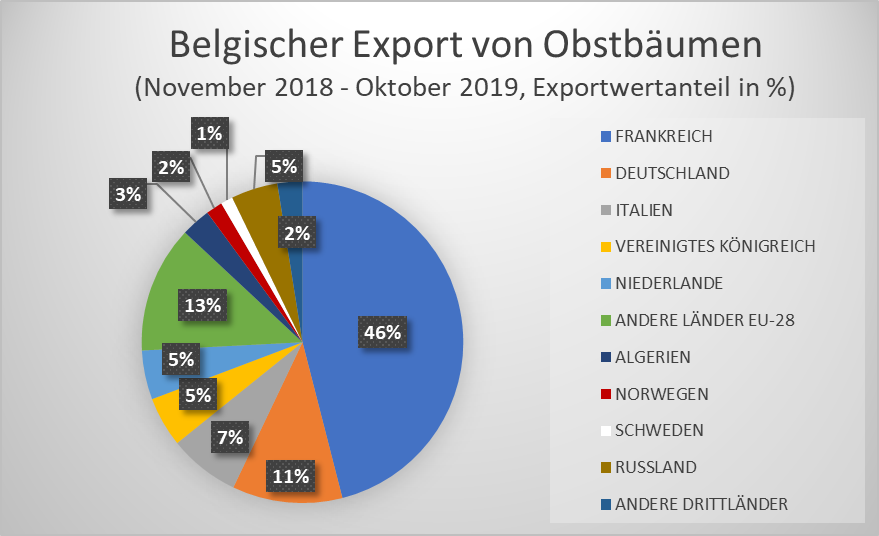 Belgischer Export von Obstbäumen
(November 2018 - Oktober 2019, Exportwertanteil in %)
46%
11%
7%
5%
5%
13%
3%
2%
1%
5%
2%
FRANKREICH
DEUTSCHLAND
ITALIEN
VEREINIGTES KÖNIGREICH
NIEDERLANDE
ANDERE LÄNDER EU-28
ALGERIEN
NORWEGEN
SCHWEDEN
RUSSLAND
ANDERE DRITTLÄNDER